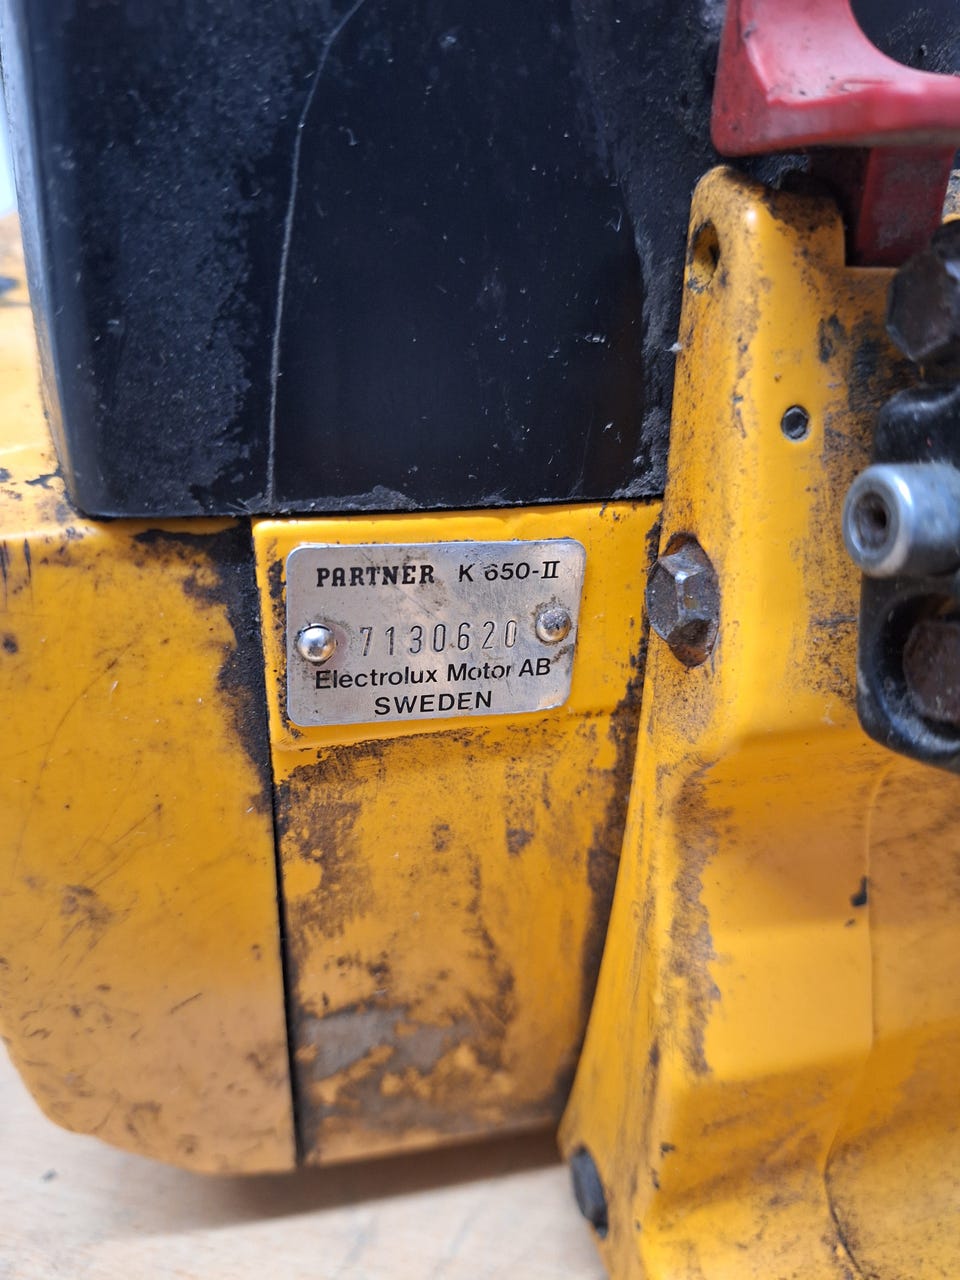 PARTNER K 650-II
7130620
Electrolux Motor AB
SWEDEN